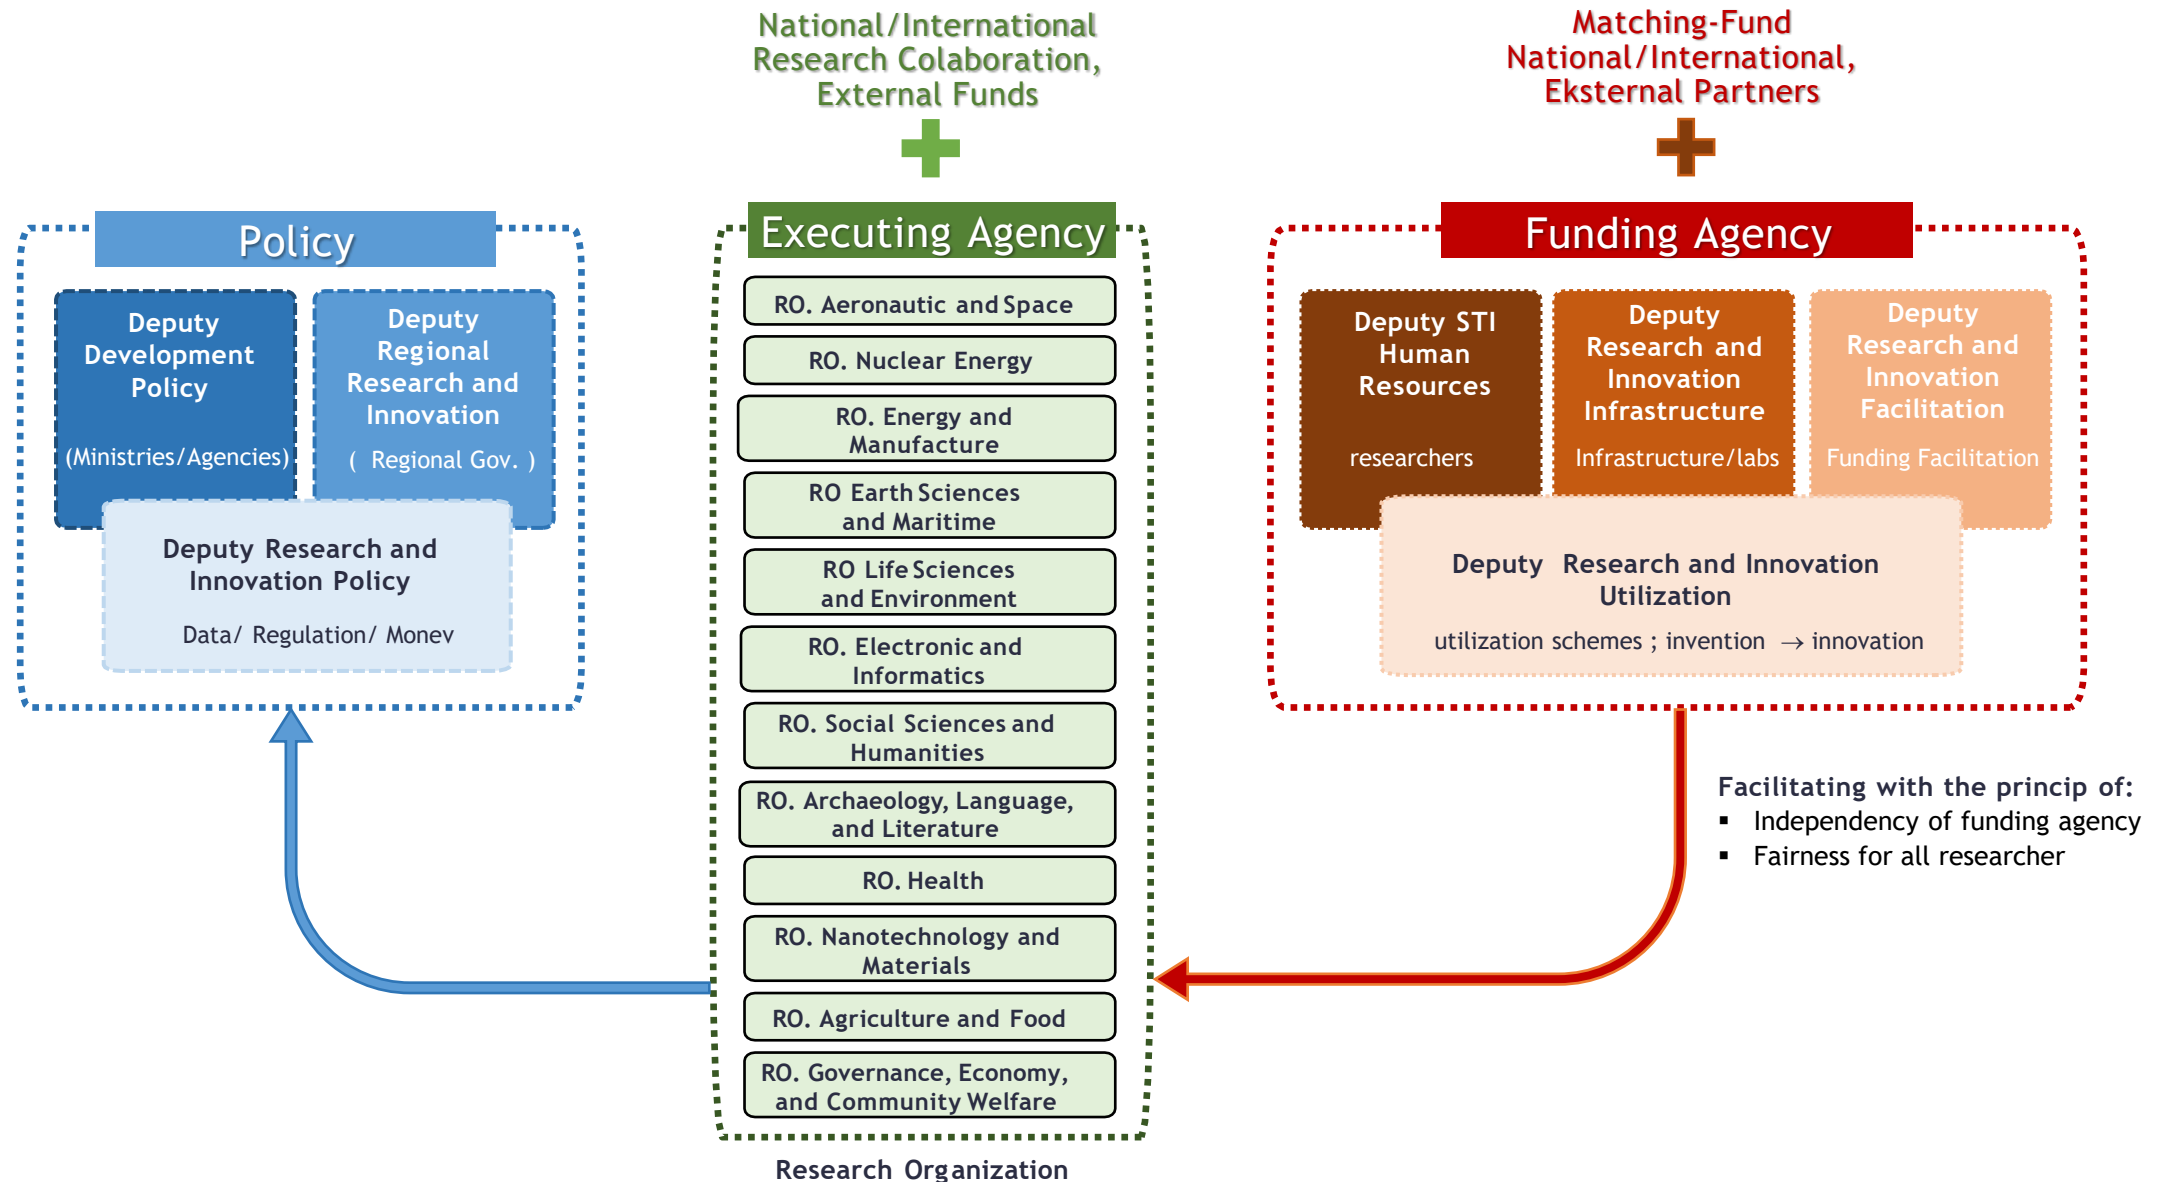 National/International
Research Colaboration,
External Funds
Matching-Fund
National/International,
Eksternal Partners
Policy
Deputy
Development
Policy
(Ministries/Agencies)
Deputy
Regional
Research and
Innovation
( Regional Gov. )
Deputy Research and
Innovation Policy
Data/ Regulation/ Monev
Executing Agency
RO. Aeronautic and Space
RO. Nuclear Energy
RO. Energy and
Manufacture
RO Earth Sciences
and Maritime
RO Life Sciences
and Environment
RO. Electronic and
Informatics
RO. Social Sciences and
Humanities
RO. Archaeology, Language,
and Literature
RO. Health
RO. Nanotechnology and
Materials
RO. Agriculture and Food
RO. Governance, Economy,
and Community Welfare
Research Organization
Funding Agency
Deputy STI
Human
Resources
researchers
Deputy
Research and
Innovation
Infrastructure
Infrastructure/labs
Deputy
Research and
Innovation
Facilitation
Funding Facilitation
Deputy Research and Innovation
Utilization
utilization schemes ; invention → innovation
Facilitating with the princip of:
▪ Independency of funding agency
▪ Fairness for all researcher